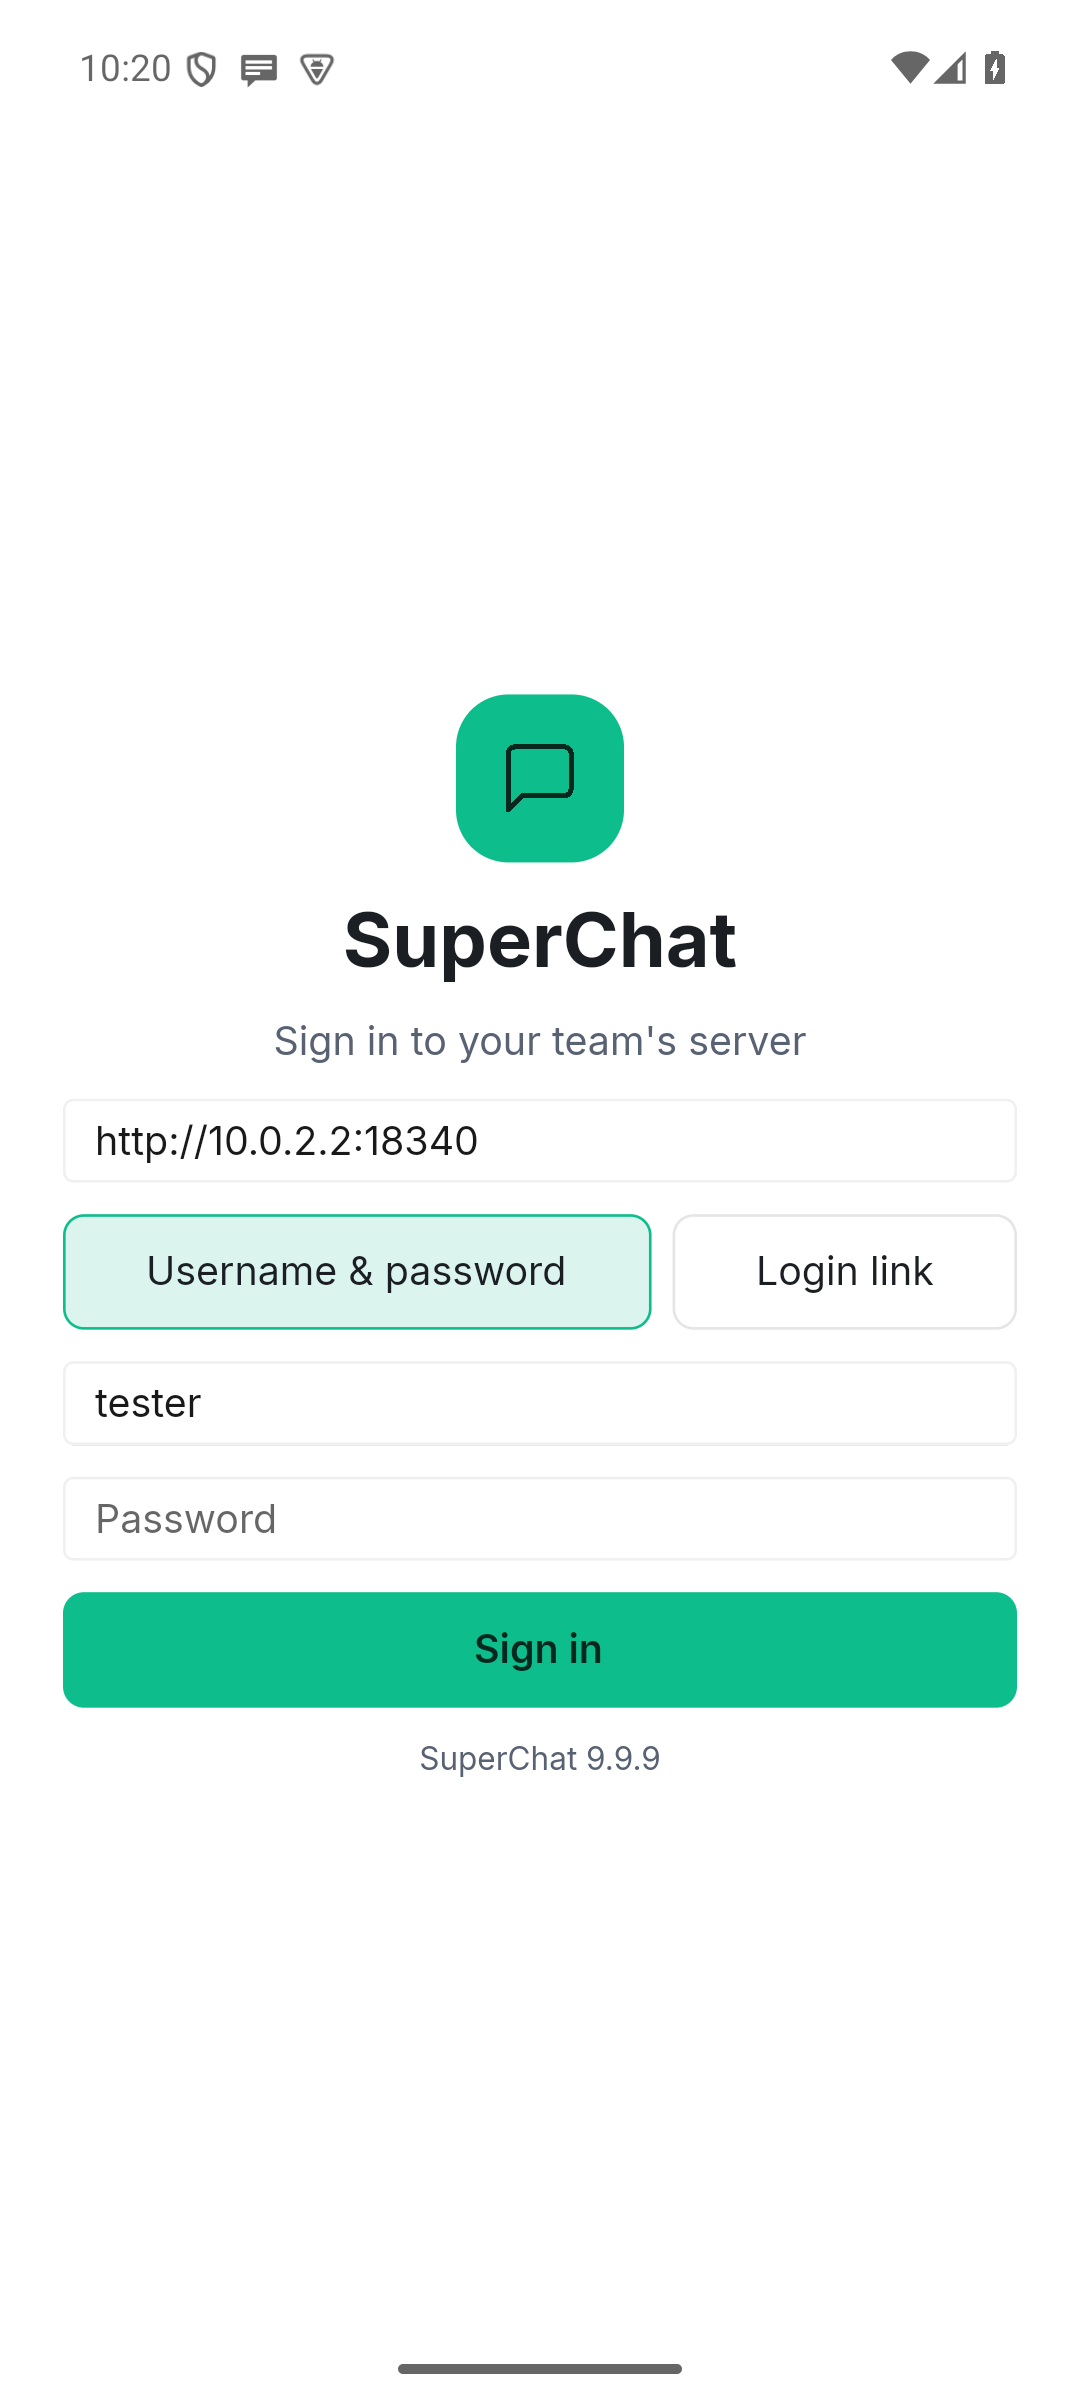 10:20
SuperChat
Sign in to your team's server
http://10.0.2.2:18340
Username & password
Login link
tester
Password
Sign in
SuperChat 9.9.9